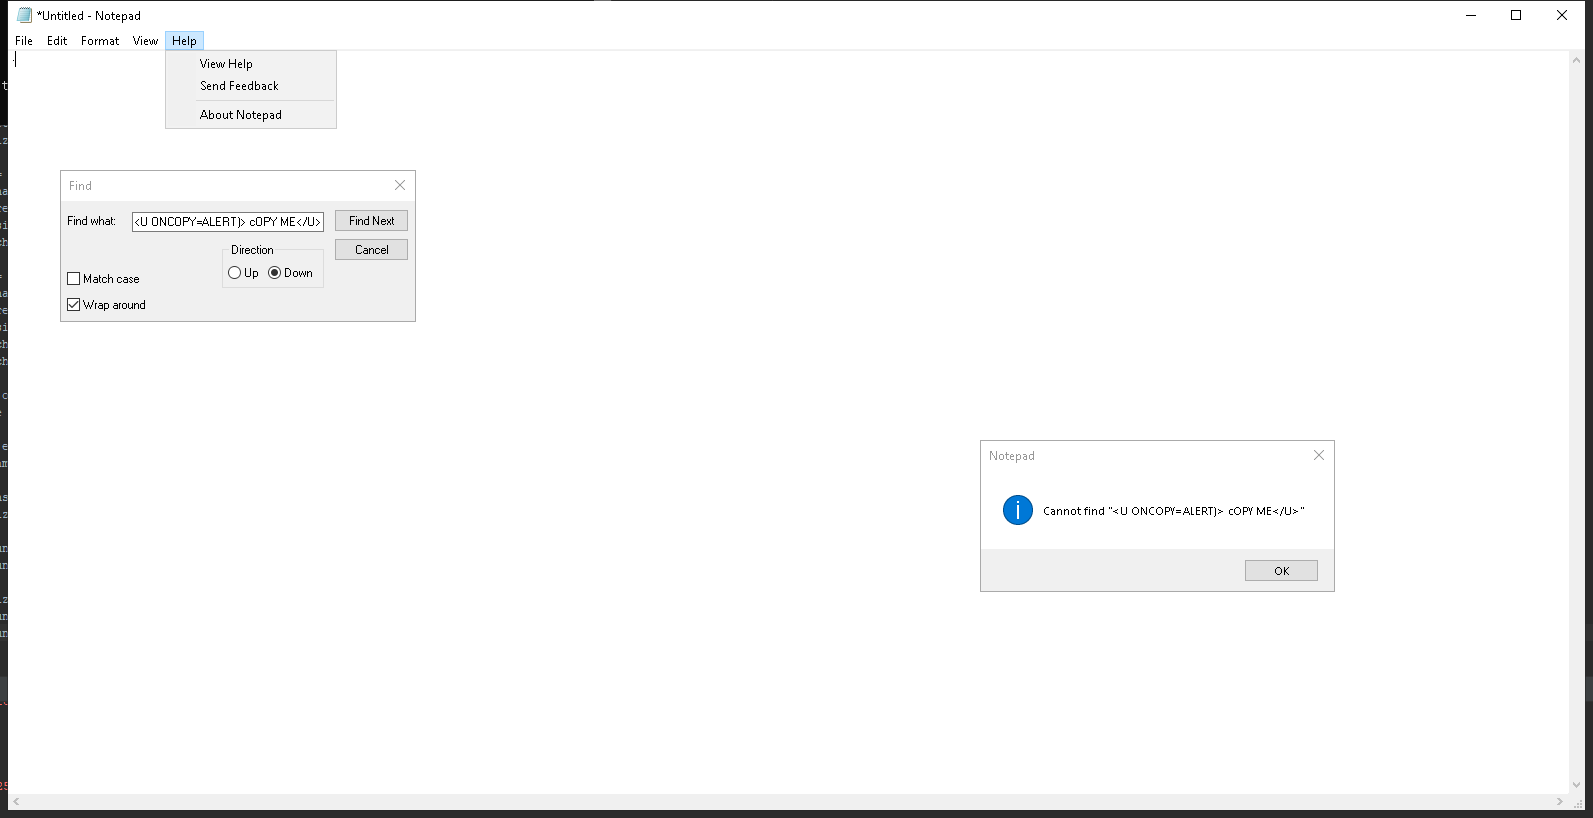 *Untitled - Notepad
File Edit Format View Help
View Help
Send Feedback
About Notepad
Find
Find what: <U ONCOPY=ALERT)> cOPY ME</U> Find Next
Direction Cancel
Up Down
Match case
Wrap around
Notepad
Cannot find "<U ONCOPY=ALERT)> cOPY ME</U>"
OK